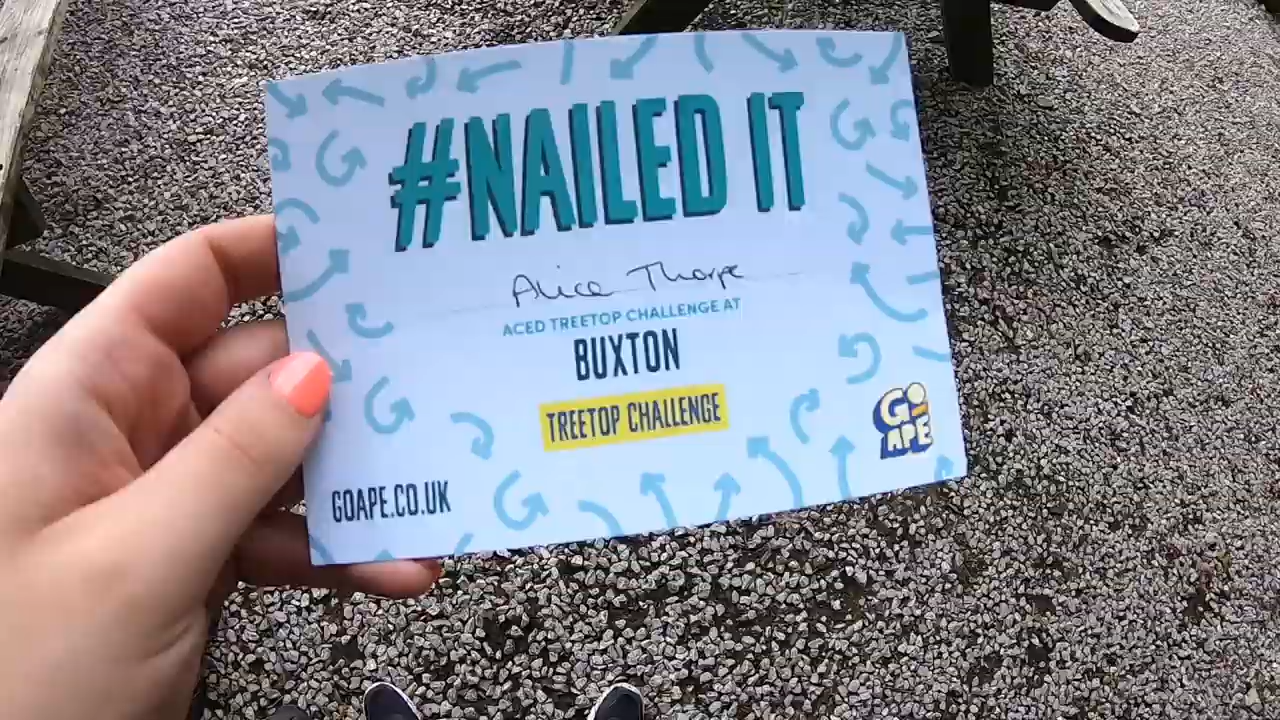 #NAILED IT
Alice Thorpe
ACED TREETOP CHALLENGE AT
BUXTON
TREETOP CHALLENGE
GO
APE
GOAPE.CO.UK